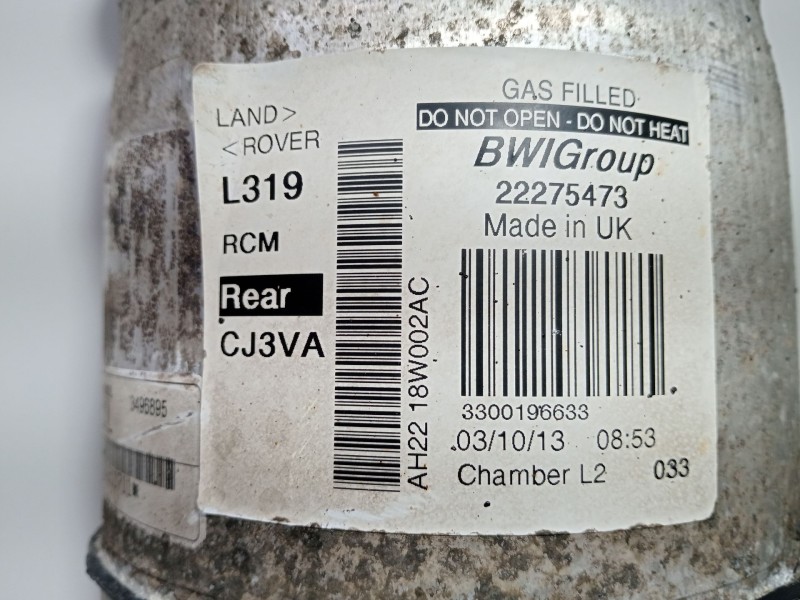 LAND>
<ROVER
L319
RCM
Rear
CJ3VA
AH22 18W002AC
GAS FILLED
DO NOT OPEN - DO NOT HEAT
BWIGroup
22275473
Made in UK
3300196633
03/10/13 08:53
Chamber L2 033
3496895